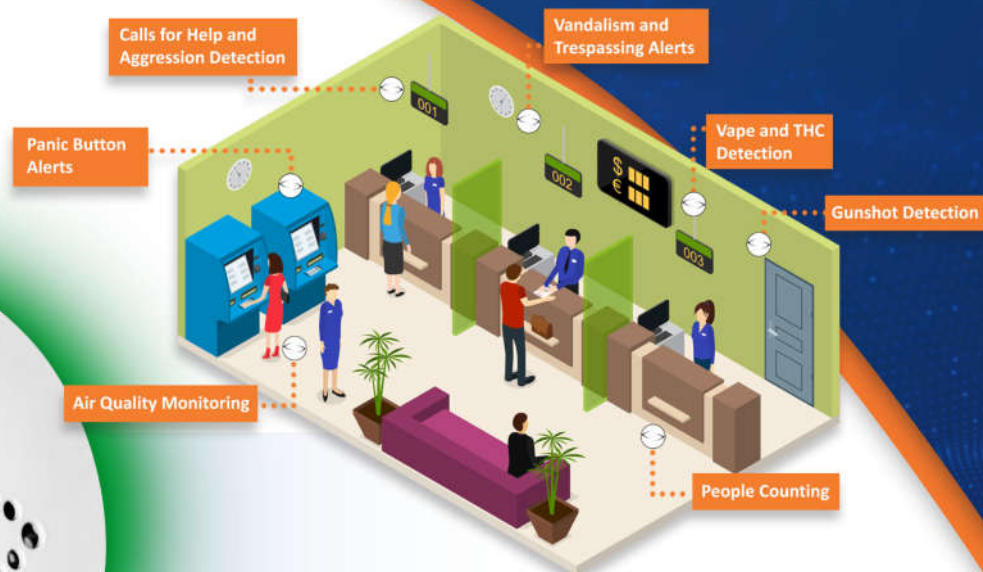 Calls for Help and
Aggression Detection
Vandalism and
Trespassing Alerts
Panic Button
Alerts
Vape and THC
Detection
Gunshot Detection
001
002
003
$
€
Air Quality Monitoring
People Counting